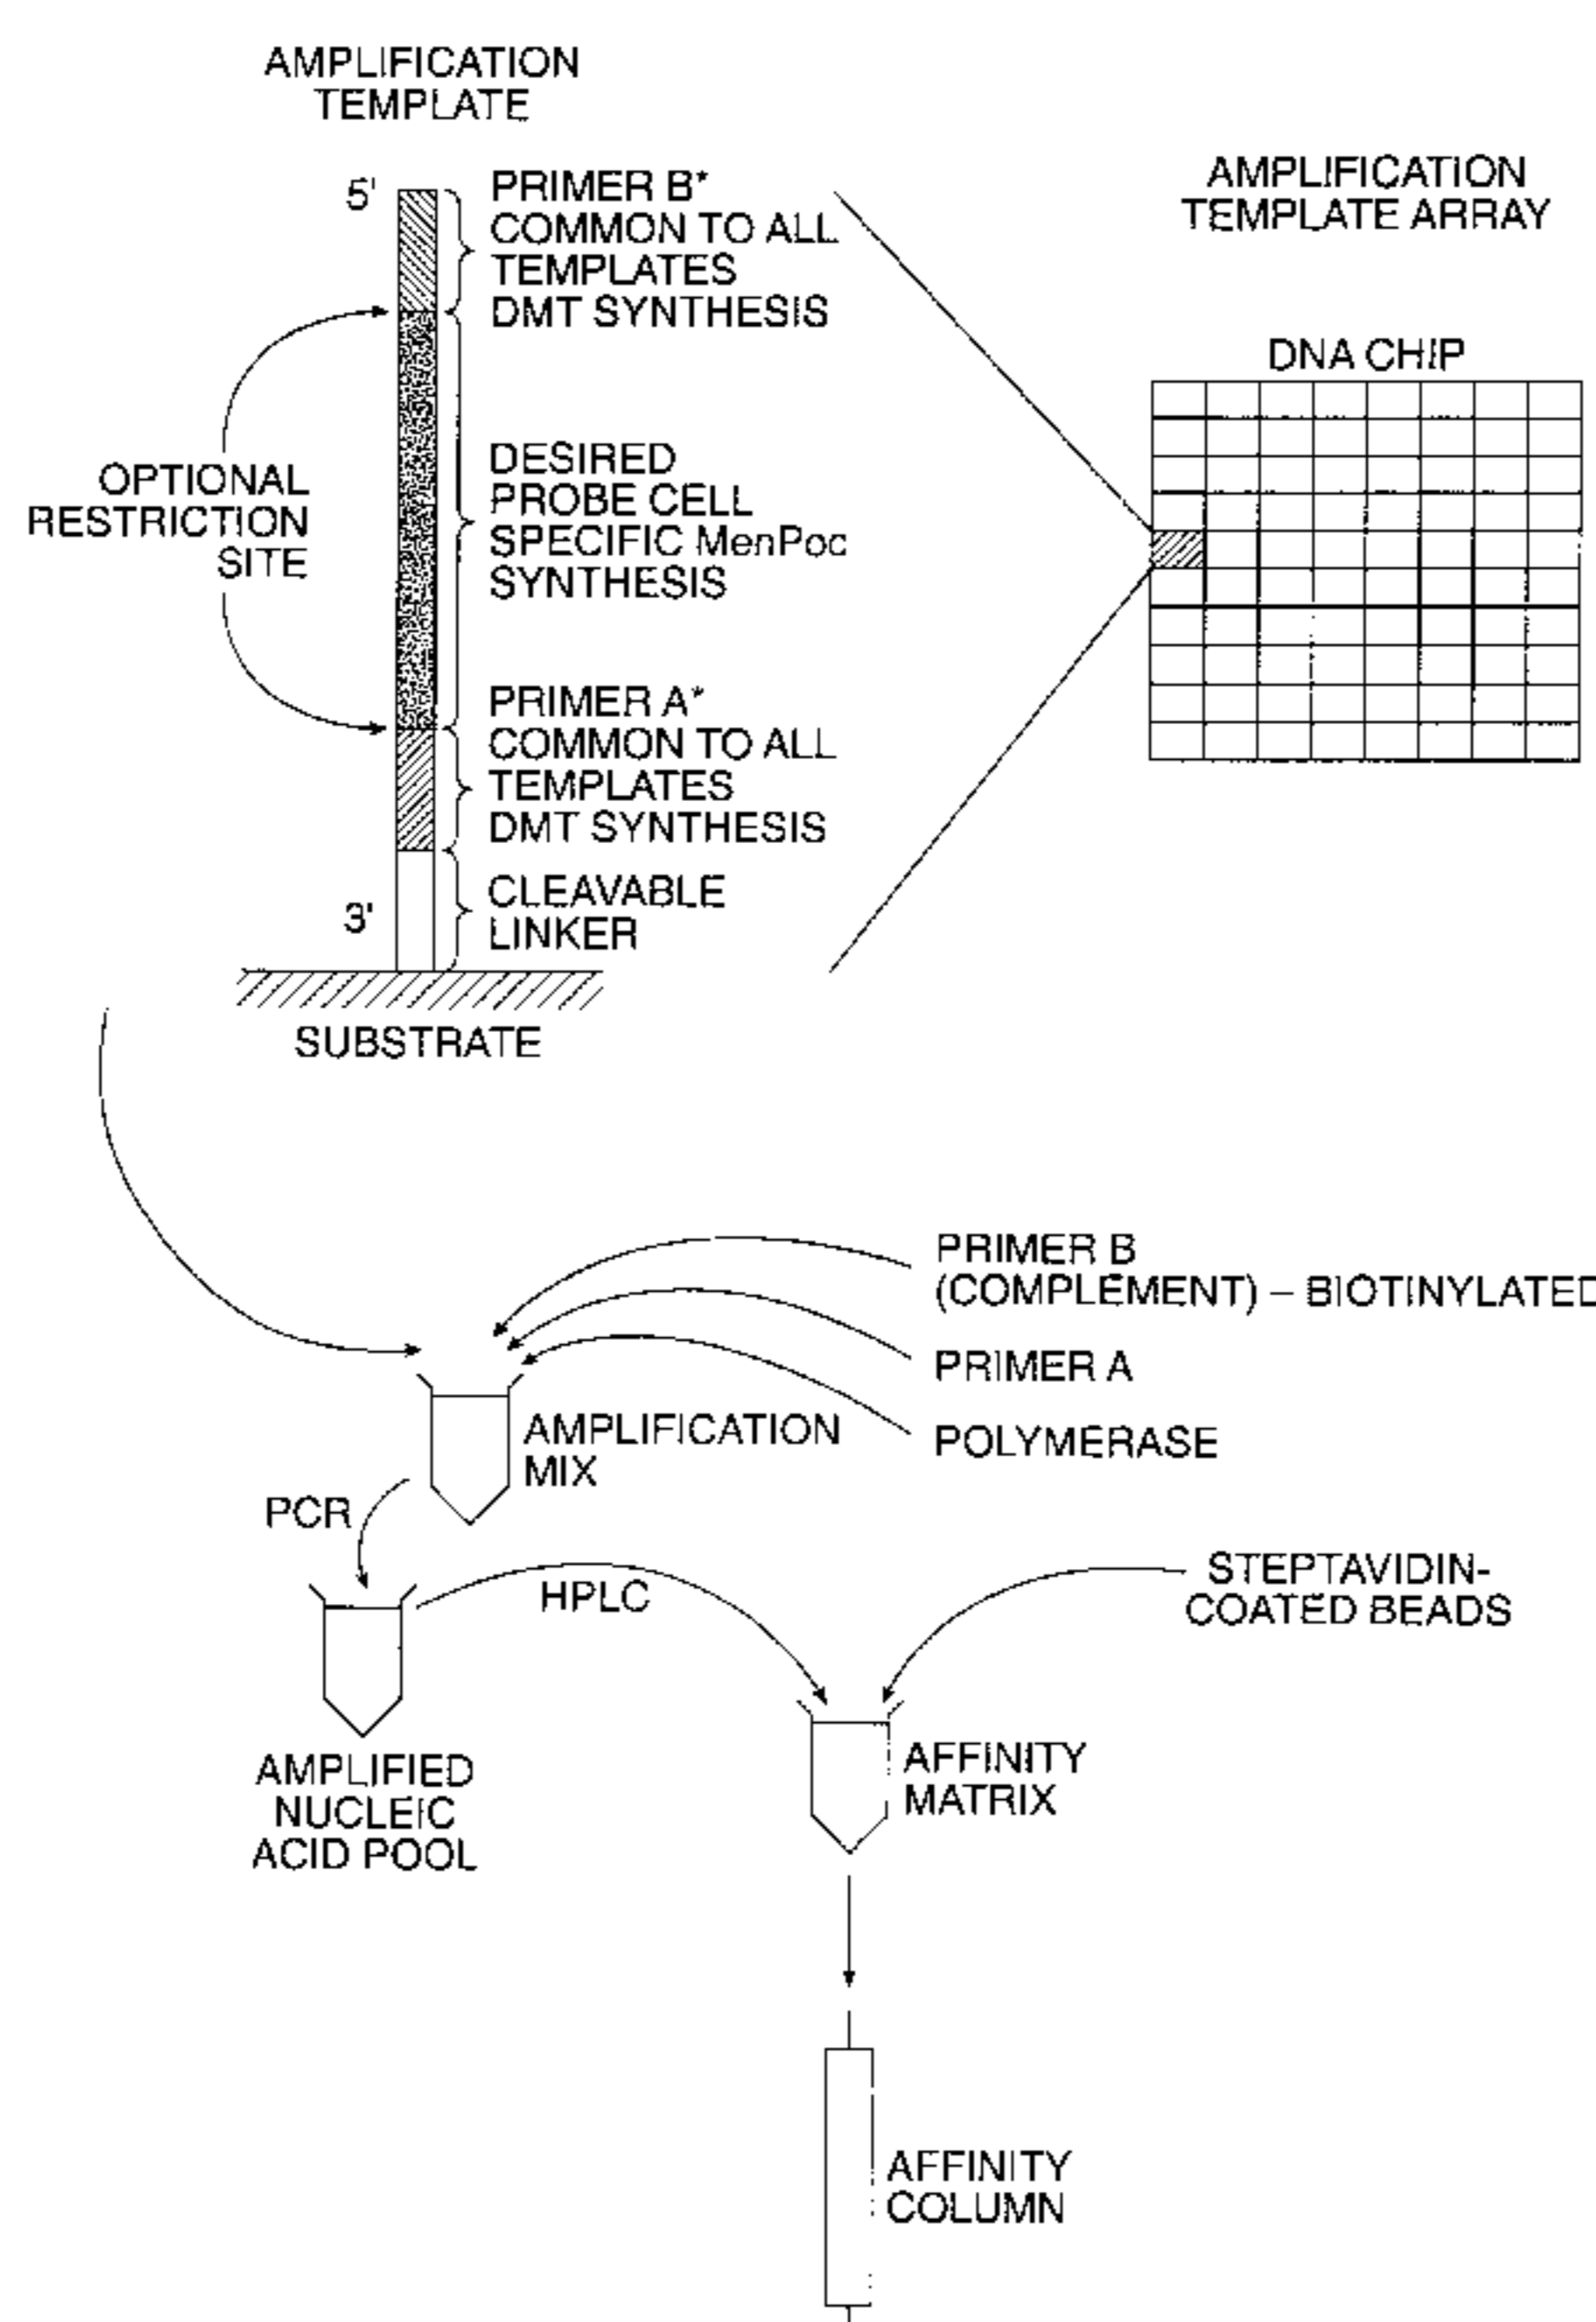 AMPLIFICATION
TEMPLATE
5'
PRIMER B*
COMMON TO ALL
TEMPLATES
DMT SYNTHESIS
OPTIONAL
RESTRICTION
SITE
DESIRED
PROBE CELL
SPECIFIC MenPoc
SYNTHESIS
PRIMER A*
COMMON TO ALL
TEMPLATES
DMT SYNTHESIS
3'
CLEAVABLE
LINKER
SUBSTRATE
AMPLIFICATION
TEMPLATE ARRAY
DNA CHIP
PRIMER B
(COMPLEMENT) – BIOTINYLATED
PRIMER A
POLYMERASE
AMPLIFICATION
MIX
PCR
HPLC
STEPTAVIDIN-
COATED BEADS
AMPLIFIED
NUCLEIC
ACID POOL
AFFINITY
MATRIX
AFFINITY
COLUMN